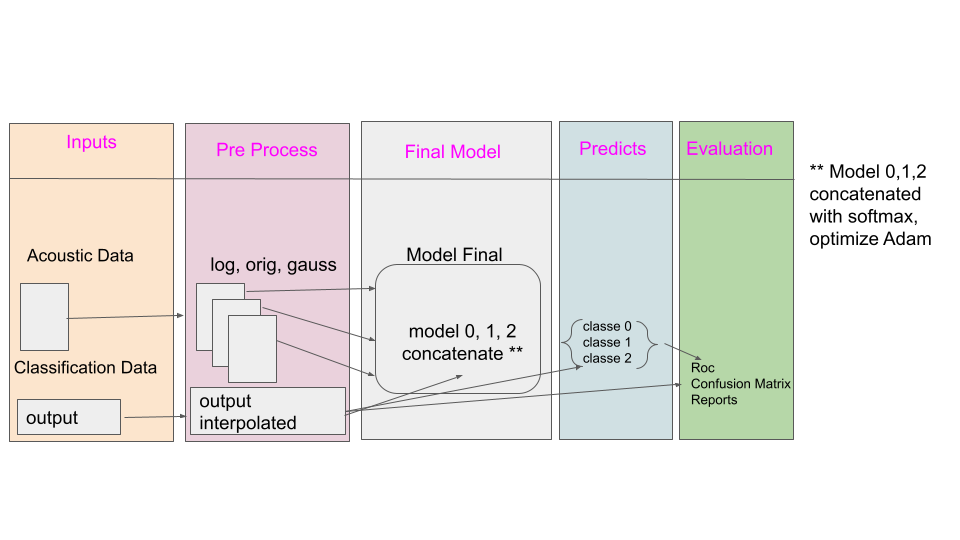 Inputs
Pre Process
Final Model
Predicts
Evaluation
** Model 0,1,2
concatenated
with softmax,
optimize Adam
Acoustic Data
log, orig, gauss
Model Final
model 0, 1, 2
concatenate **
classe 0
classe 1
classe 2
Classification Data
output
output
interpolated
Roc
Confusion Matrix
Reports